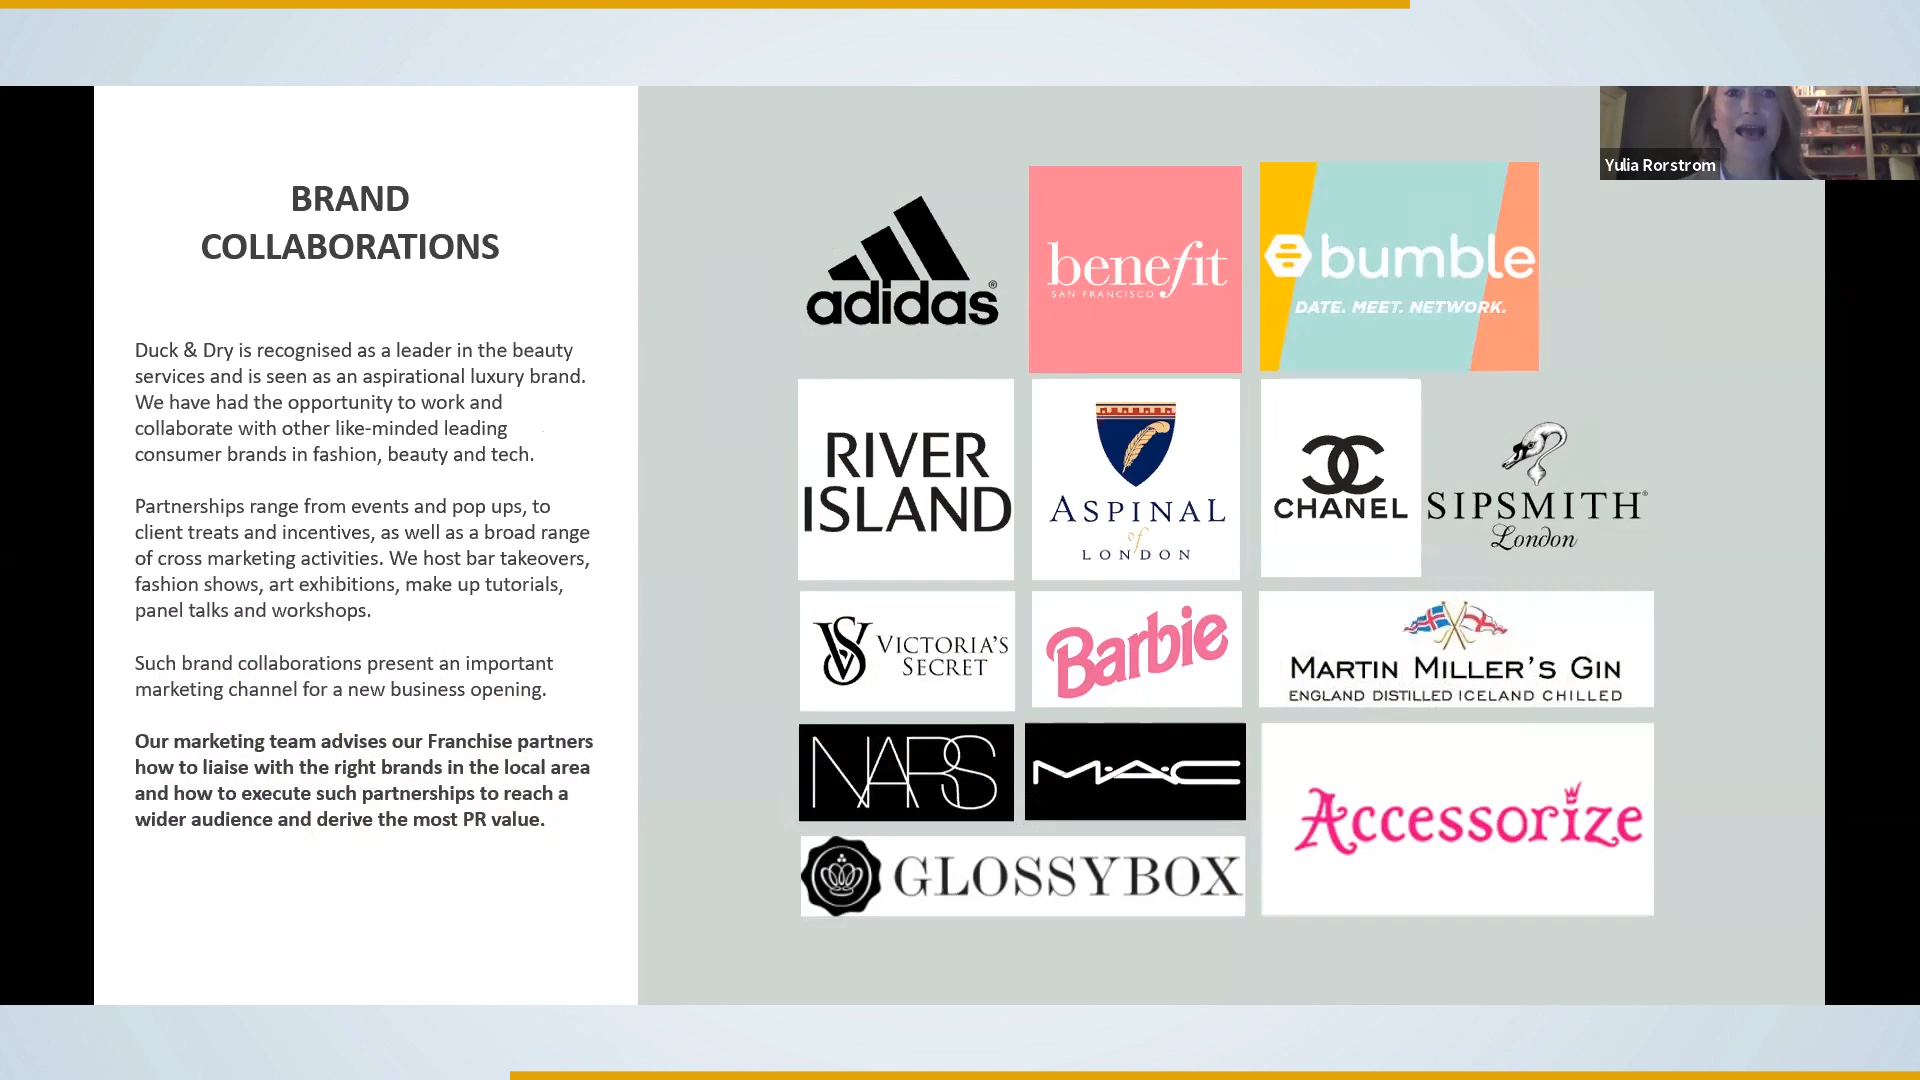 Yulia Rorstrom
BRAND
COLLABORATIONS
Duck & Dry is recognised as a leader in the beauty
services and is seen as an aspirational luxury brand.
We have had the opportunity to work and
collaborate with other like-minded leading
consumer brands in fashion, beauty and tech.
Partnerships range from events and pop ups, to
client treats and incentives, as well as a broad range
of cross marketing activities. We host bar takeovers,
fashion shows, art exhibitions, make up tutorials,
panel talks and workshops.
Such brand collaborations present an important
marketing channel for a new business opening.
Our marketing team advises our Franchise partners
how to liaise with the right brands in the local area
and how to execute such partnerships to reach a
wider audience and derive the most PR value.
adidas®
benefit
SAN FRANCISCO
bumble
DATE. MEET. NETWORK.
RIVER
ISLAND
ASPINAL
of
LONDON
CHANEL
SIPSMITH®
London
VS
VICTORIA'S
SECRET
Barbie
MARTIN MILLER'S GIN
ENGLAND DISTILLED ICELAND CHILLED
NARS
M·A·C
Accessorize
GLOSSYBOX